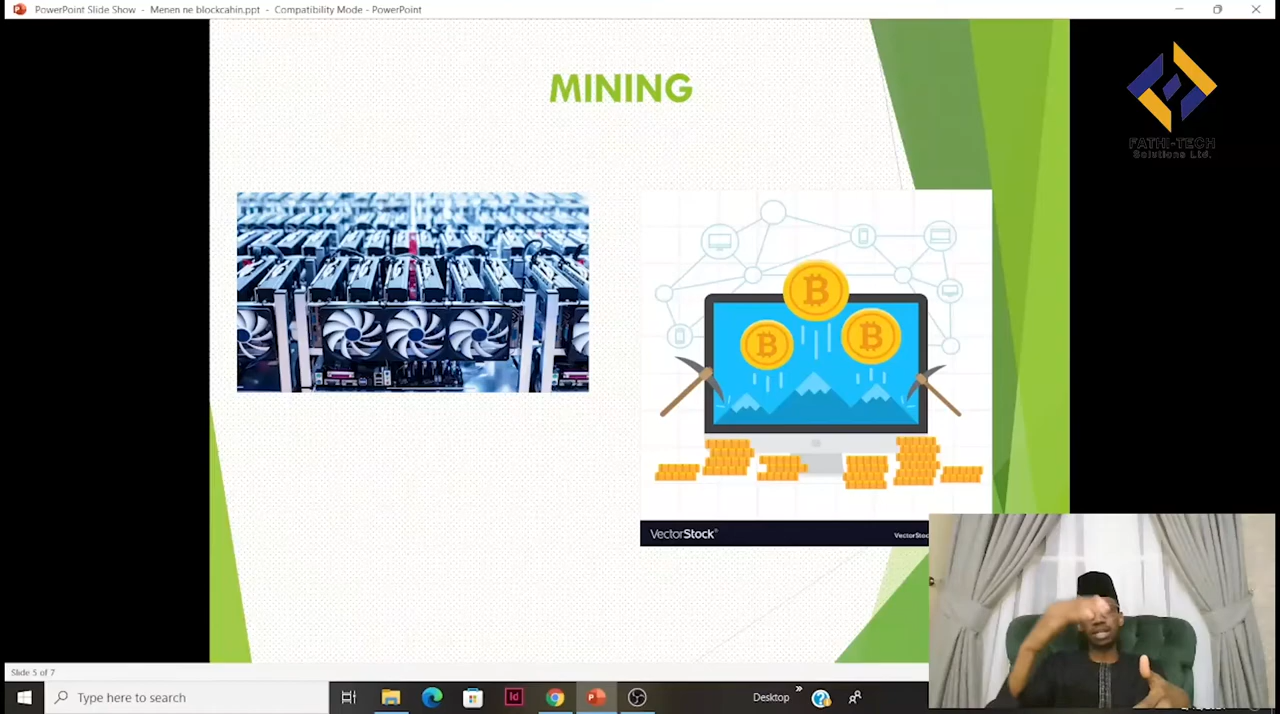 PowerPoint Slide Show - Menen ne blockcahin.ppt - Compatibility Mode - PowerPoint
FATHI-TECH
Solutions Ltd.
MINING
VectorStock®
Slide 5 of 7
Type here to search
Id
Desktop